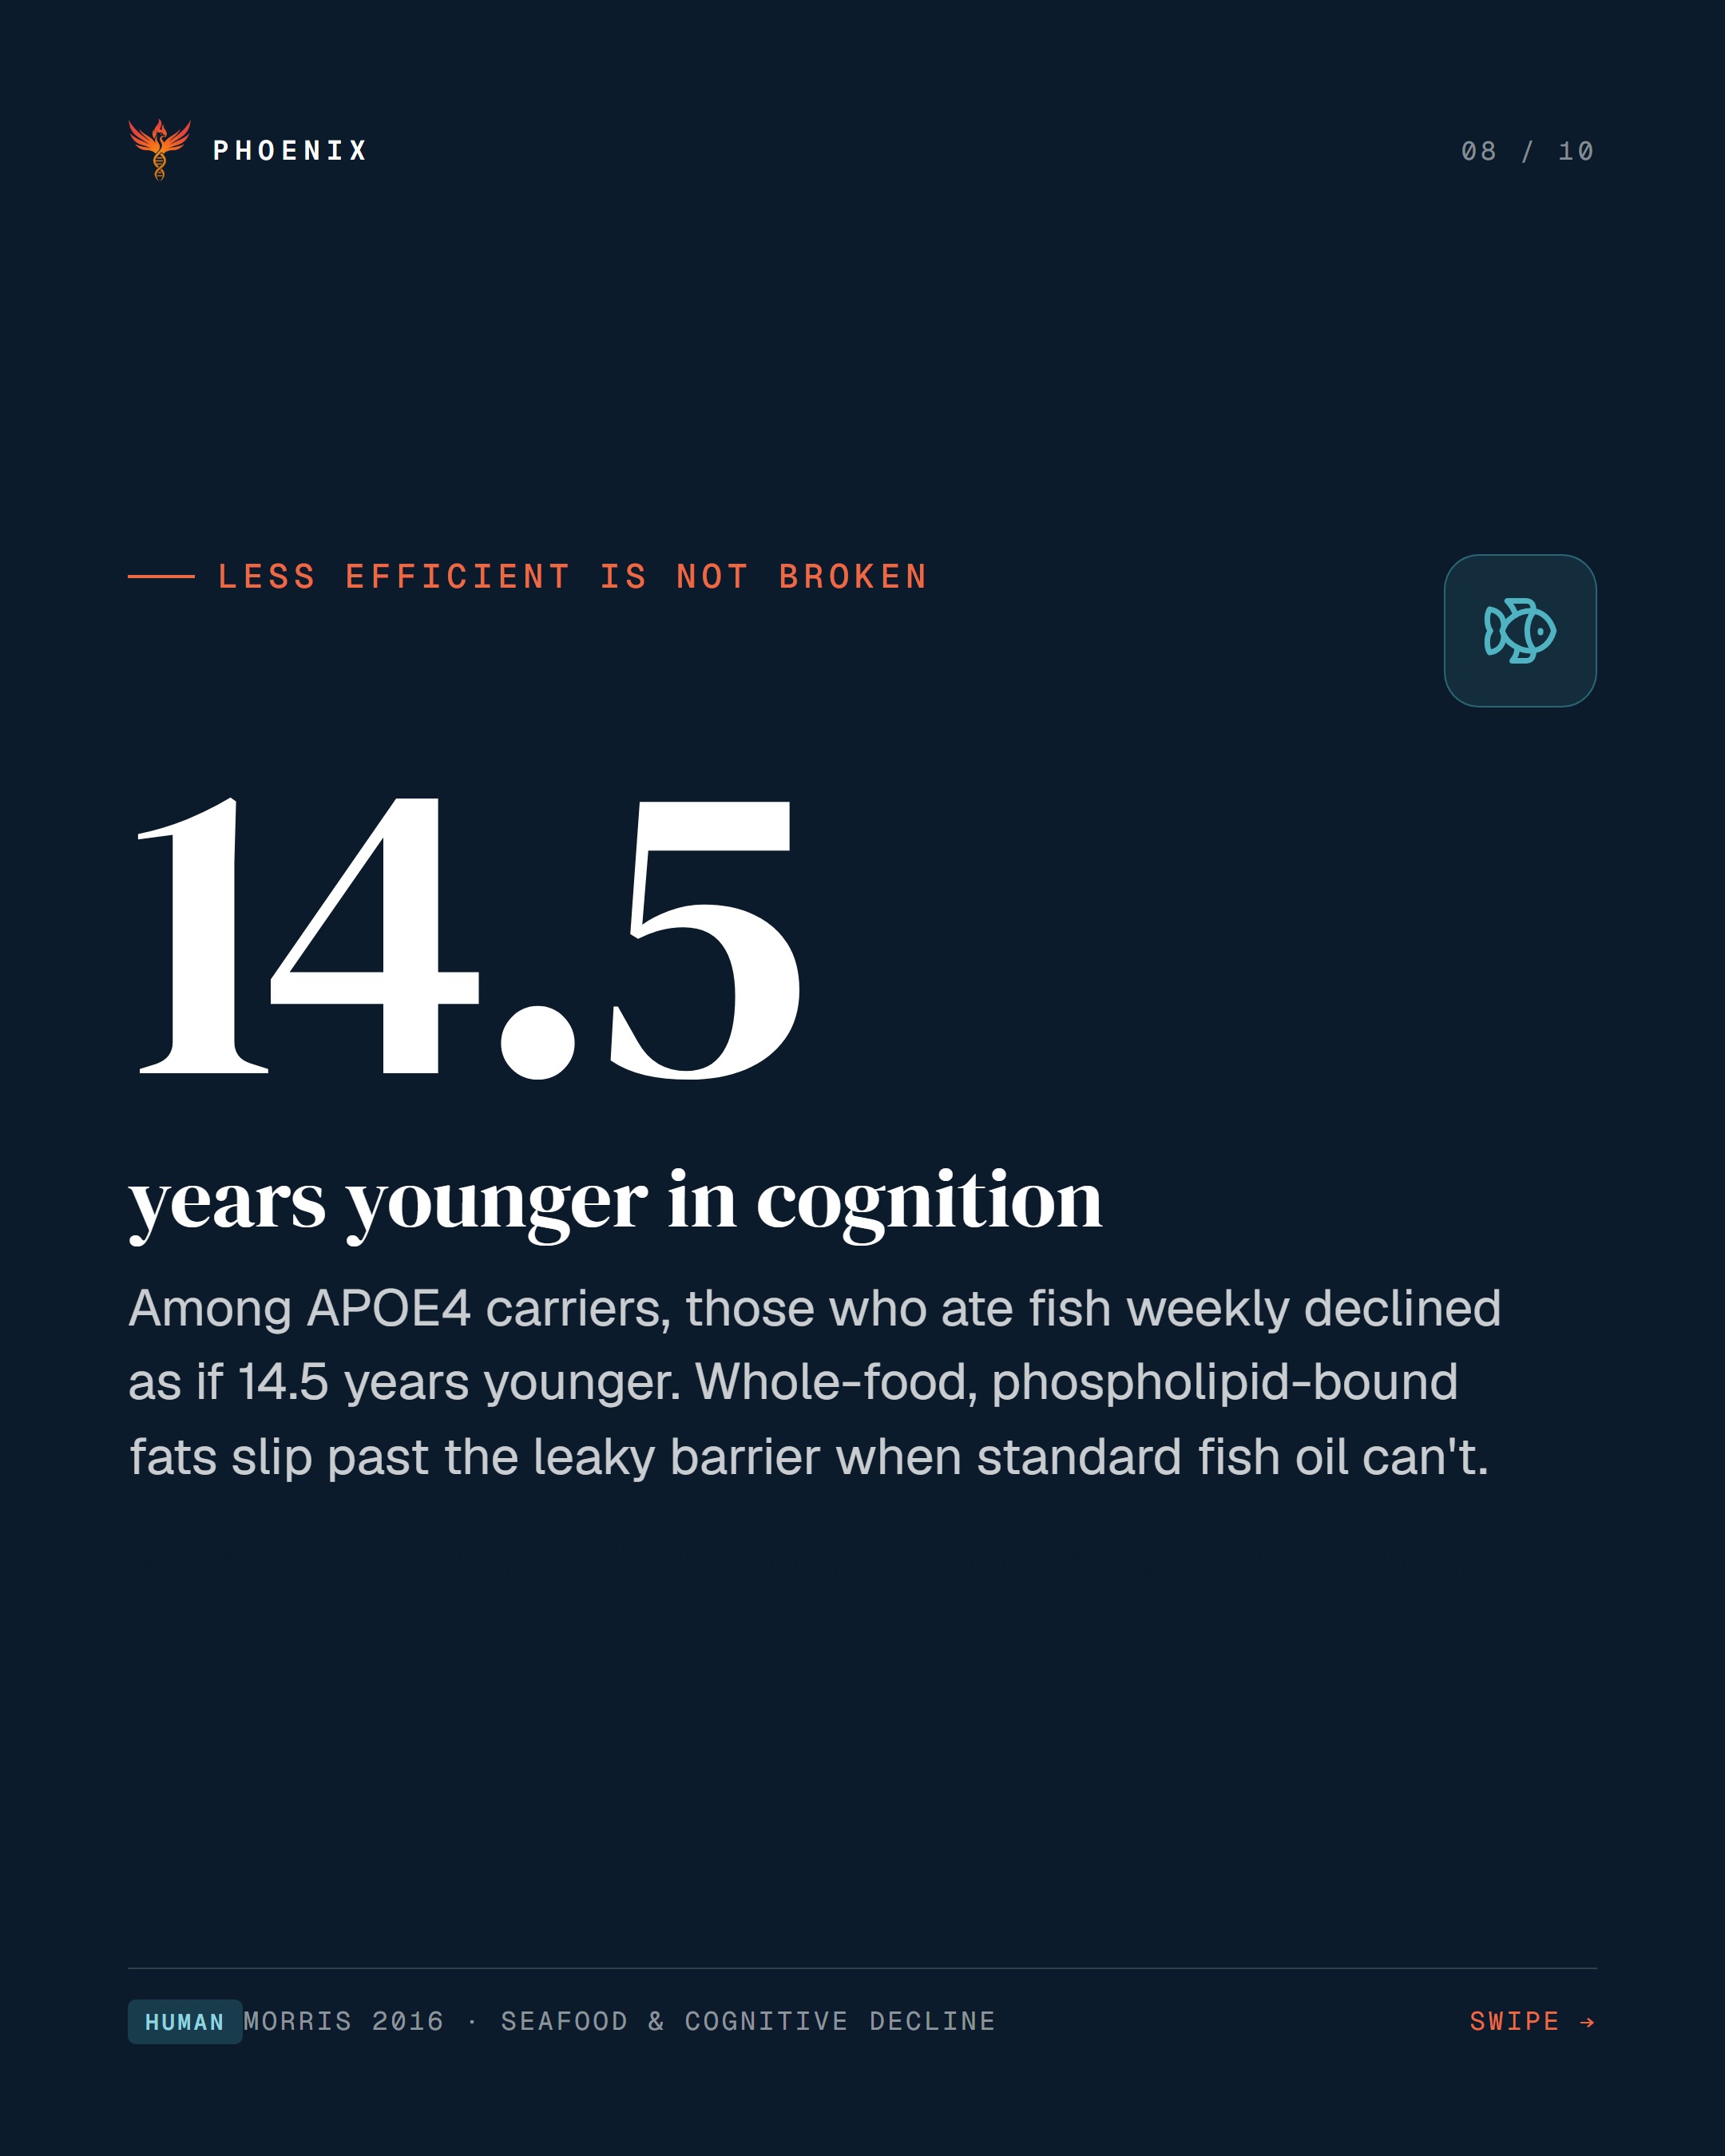 PHOENIX
08 / 10
LESS EFFICIENT IS NOT BROKEN
14.5
years younger in cognition
Among APOE4 carriers, those who ate fish weekly declined
as if 14.5 years younger. Whole-food, phospholipid-bound
fats slip past the leaky barrier when standard fish oil can't.
HUMAN MORRIS 2016 · SEAFOOD & COGNITIVE DECLINE
SWIPE →